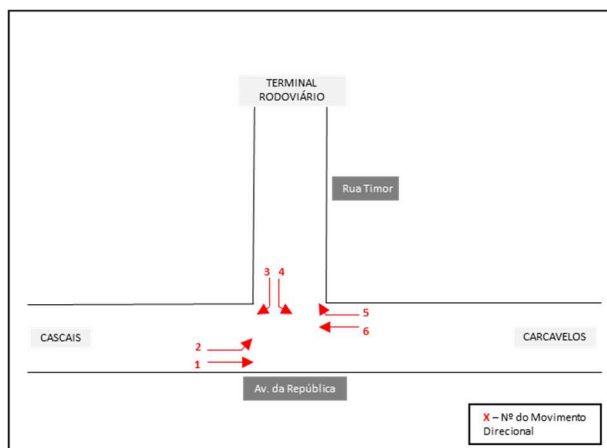 TERMINAL
RODOVIÁRIO
Rua Timor
3 4
5
6
CASCAIS
2
1
CARCAVELOS
Av. da República
X – Nº do Movimento
Direcional